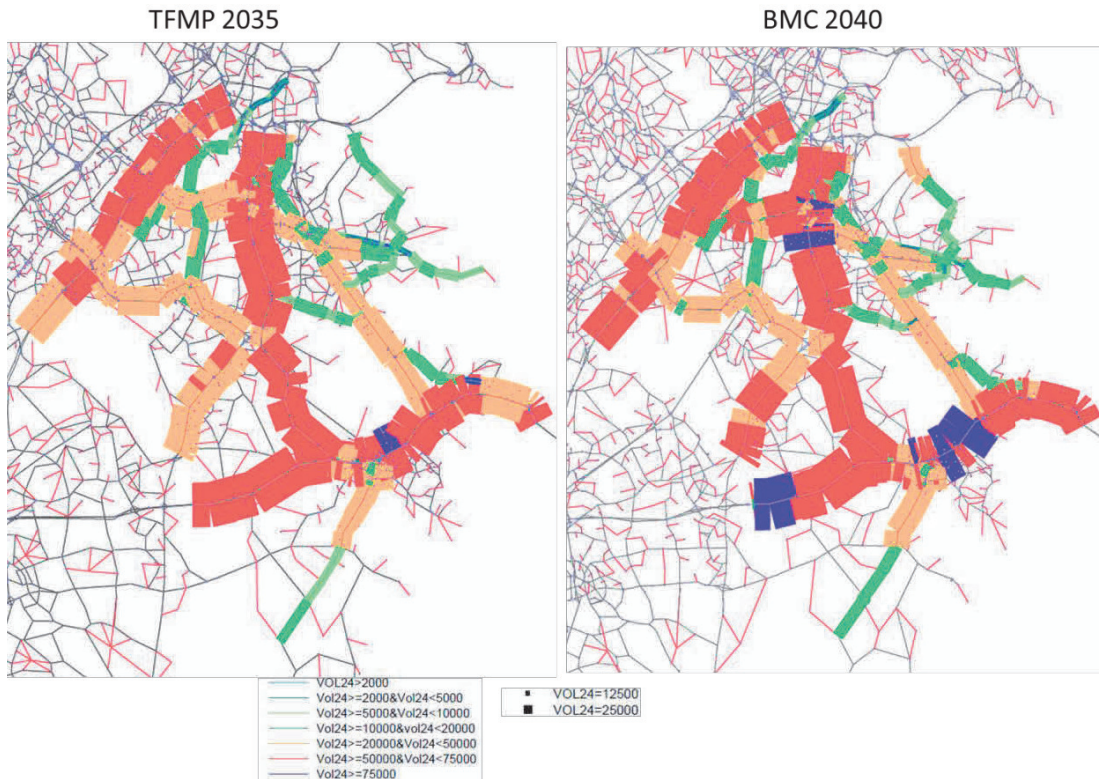 TFMP 2035
BMC 2040
VOL24>2000
Vol24>=2000&Vol24<5000
Vol24>=5000&Vol24<10000
Vol24>=10000&vol24<20000
Vol24>=20000&Vol24<50000
Vol24>=50000&Vol24<75000
Vol24>=75000
VOL24=12500
VOL24=25000